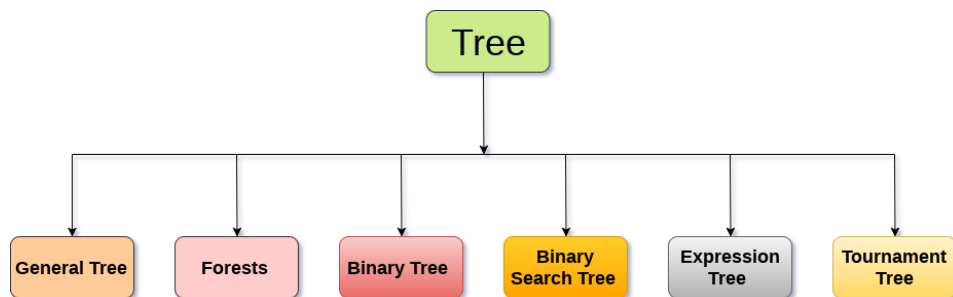 Tree
General Tree
Forests
Binary Tree
Binary
Search Tree
Expression
Tree
Tournament
Tree